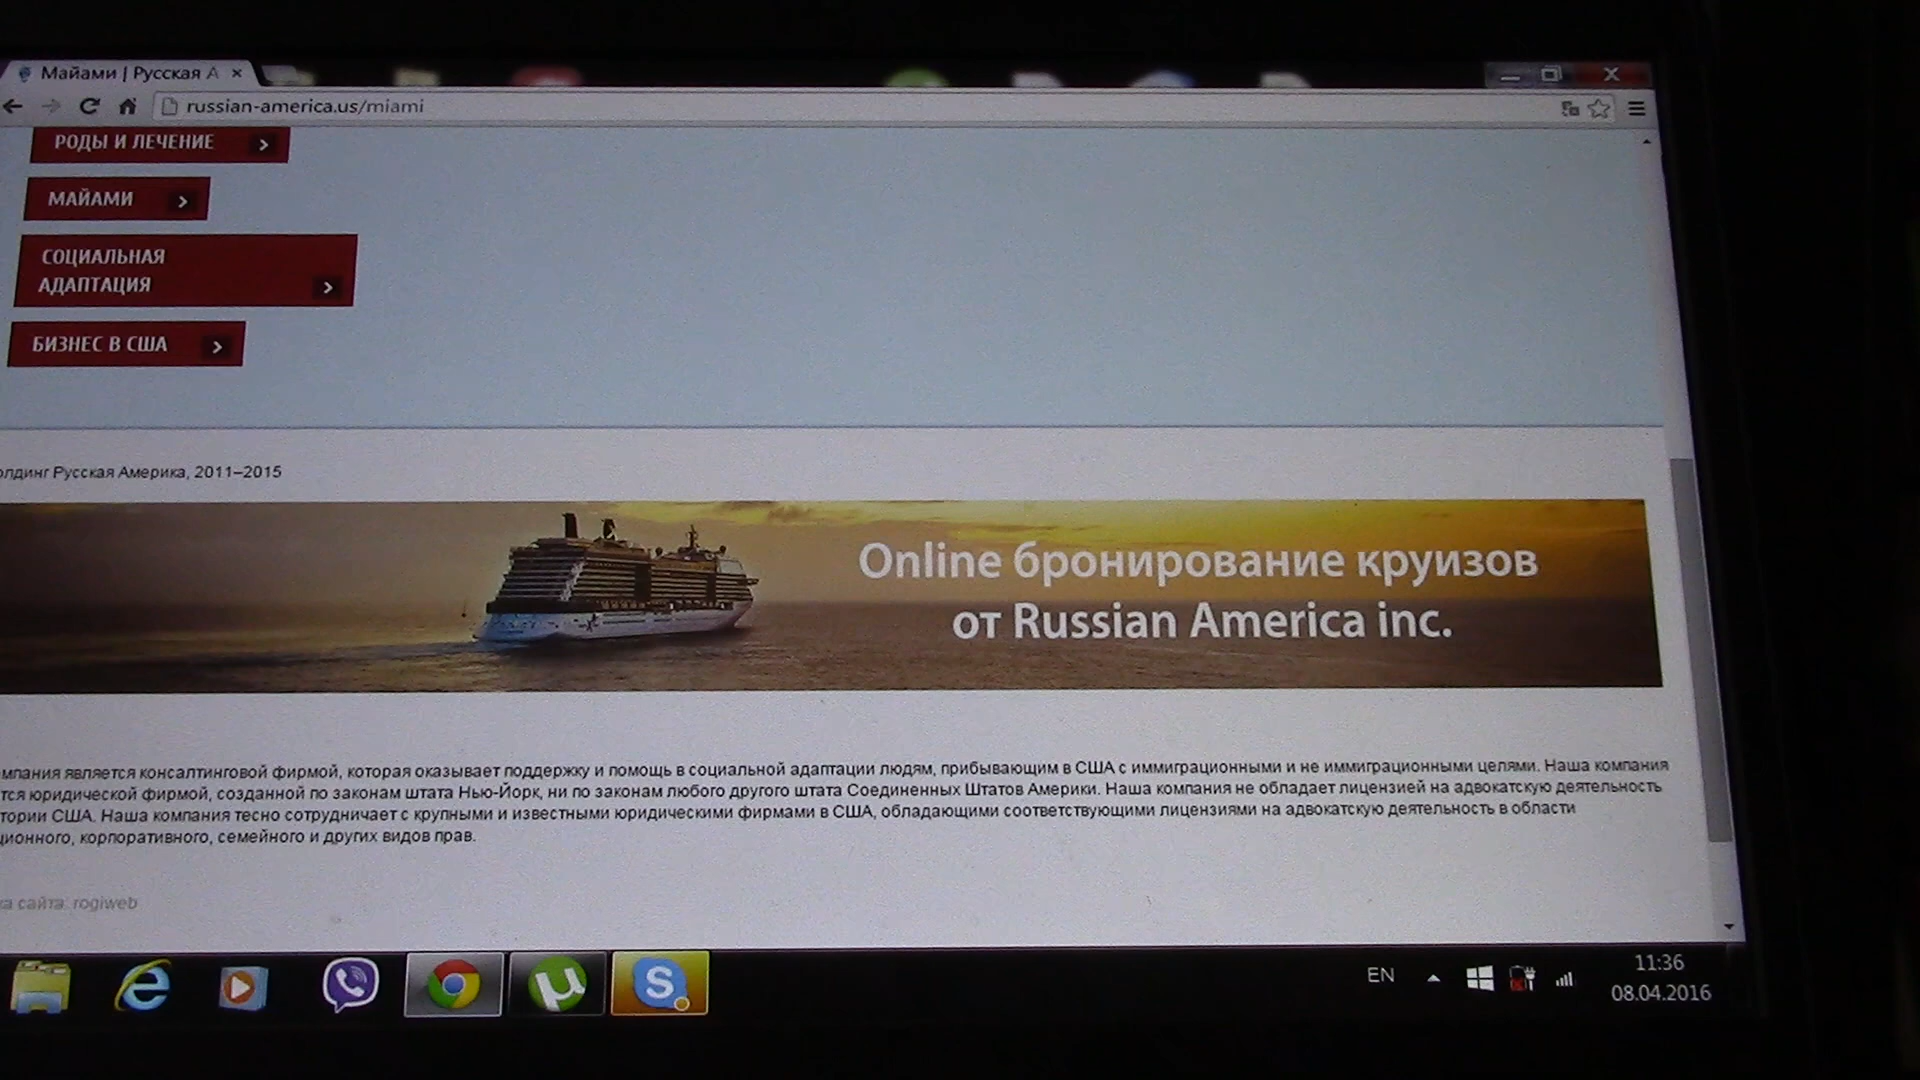 Майами | Русская А
russian-america.us/miami
РОДЫ И ЛЕЧЕНИЕ
МАЙАМИ
СОЦИАЛЬНАЯ
АДАПТАЦИЯ
БИЗНЕС В США
Русская Америка, 2011–2015
Online бронирование круизов
от Russian America inc.
является консалтинговой фирмой, которая оказывает поддержку и помощь в социальной адаптации людям, прибывающим в США с иммиграционными и не иммиграционными целями. Наша компания
юридической фирмой, созданной по законам штата Нью-Йорк, ни по законам любого другого штата Соединенных Штатов Америки. Наша компания не обладает лицензией на адвокатскую деятельность
США. Наша компания тесно сотрудничает с крупными и известными юридическими фирмами в США, обладающими соответствующими лицензиями на адвокатскую деятельность в области
корпоративного, семейного и других видов прав.
сайта: rogiweb
EN
11:36
08.04.2016